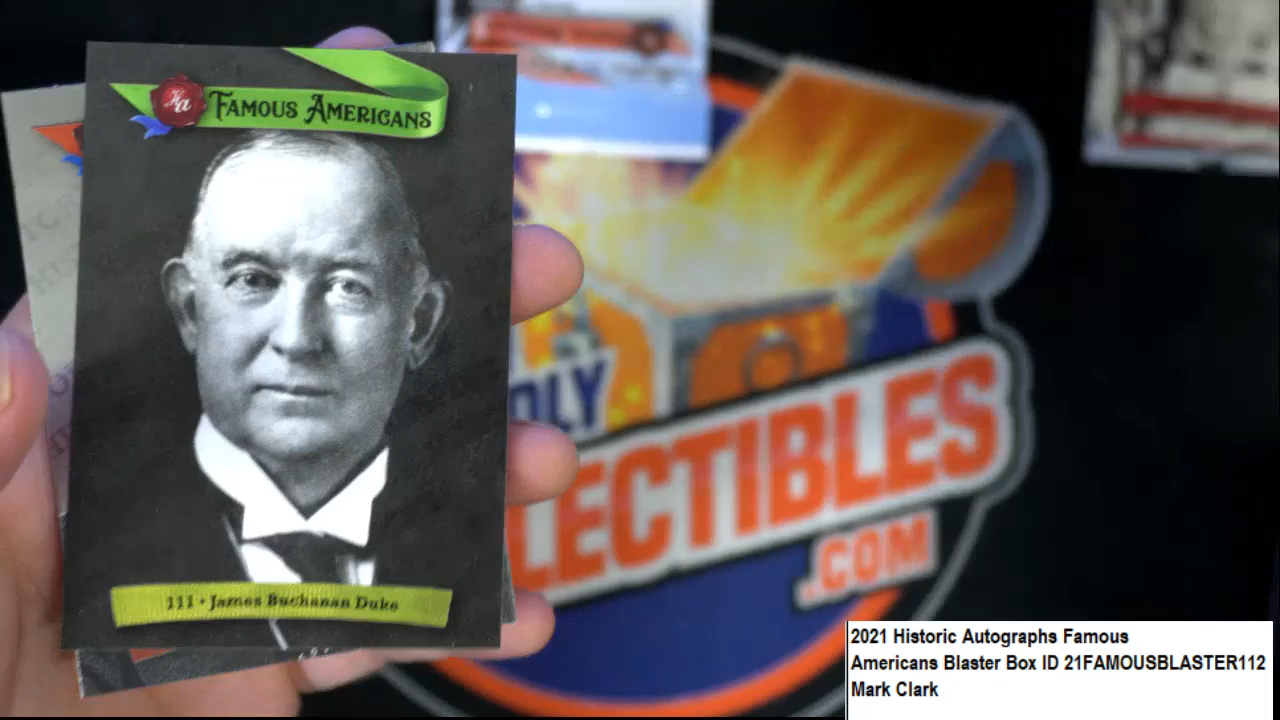 Ha
FAMOUS AMERICANS
111 • James Buchanan Duke
LECTIBLES
.COM
2021 Historic Autographs Famous
Americans Blaster Box ID 21FAMOUSBLASTER112
Mark Clark